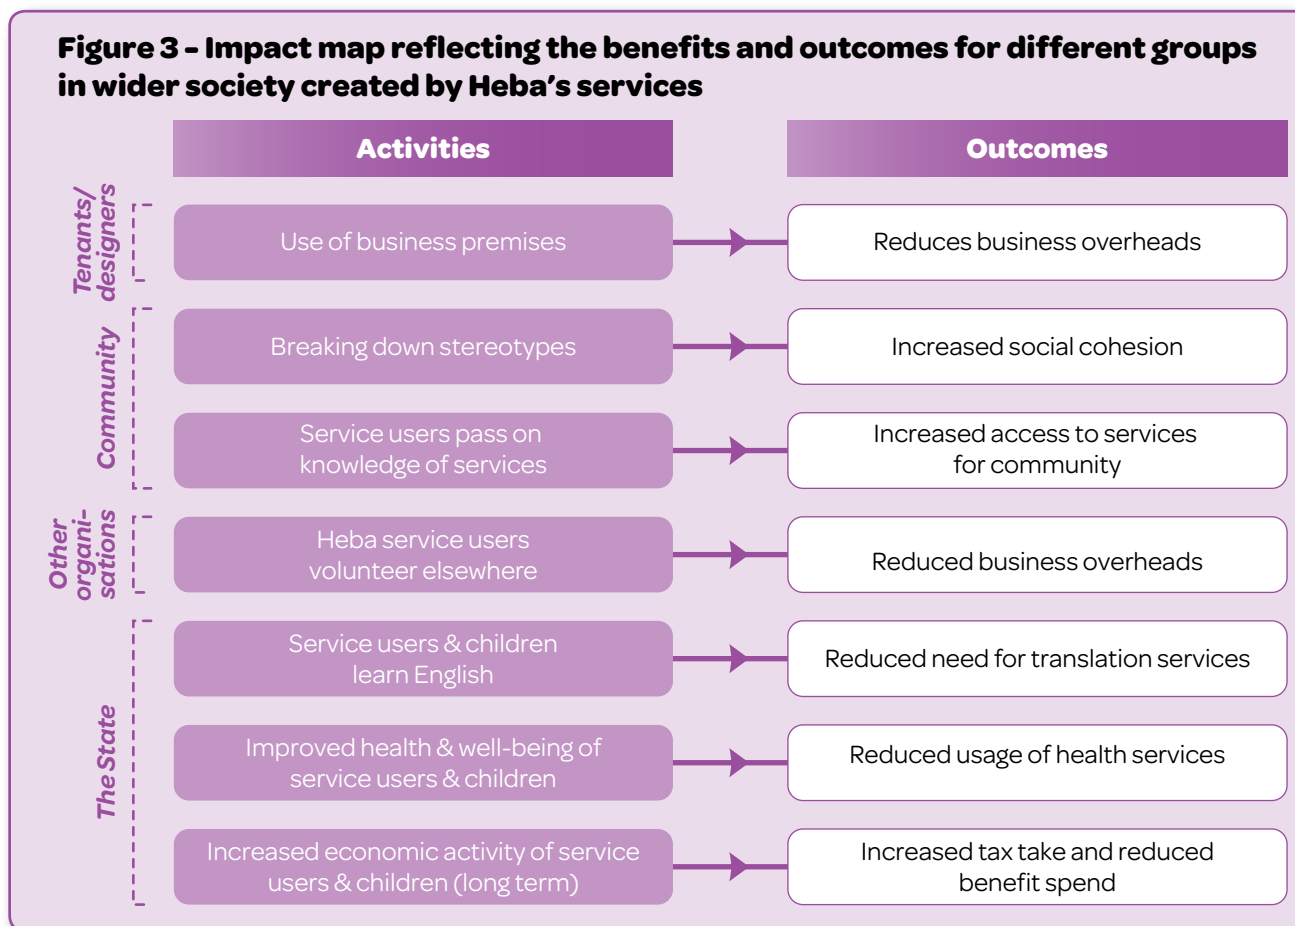 Figure 3 - Impact map reflecting the benefits and outcomes for different groups
in wider society created by Heba's services
Activities
Outcomes
Tenants/
designers
Use of business premises
Reduces business overheads
Community
Breaking down stereotypes
Increased social cohesion
Service users pass on
knowledge of services
Increased access to services
for community
Other
organi-
sations
Heba service users
volunteer elsewhere
Reduced business overheads
The State
Service users & children
learn English
Reduced need for translation services
Improved health & well-being of
service users & children
Reduced usage of health services
Increased economic activity of service
users & children (long term)
Increased tax take and reduced
benefit spend